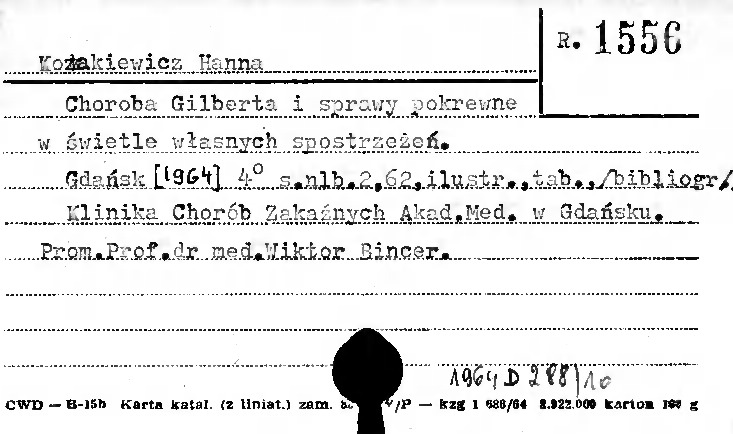 R. 1556
Kozakiewicz Hanna
Choroba Gilberta i sprawy pokrewne
w świetle własnych spostrzeżeń.
Gdańsk [1964] 4° s.nlb.2,62,ilustr.,tab.,/bibliogr/.
Klinika Chorób Zakaźnych Akad.Med. w Gdańsku.
Prom.Prof.dr med.Wiktor Bincer.
1964 D 288/10
CWD — B-15b Karta katal. (z liniat.) zam. /P — kzg 1 686/64 2.922.000 karton g